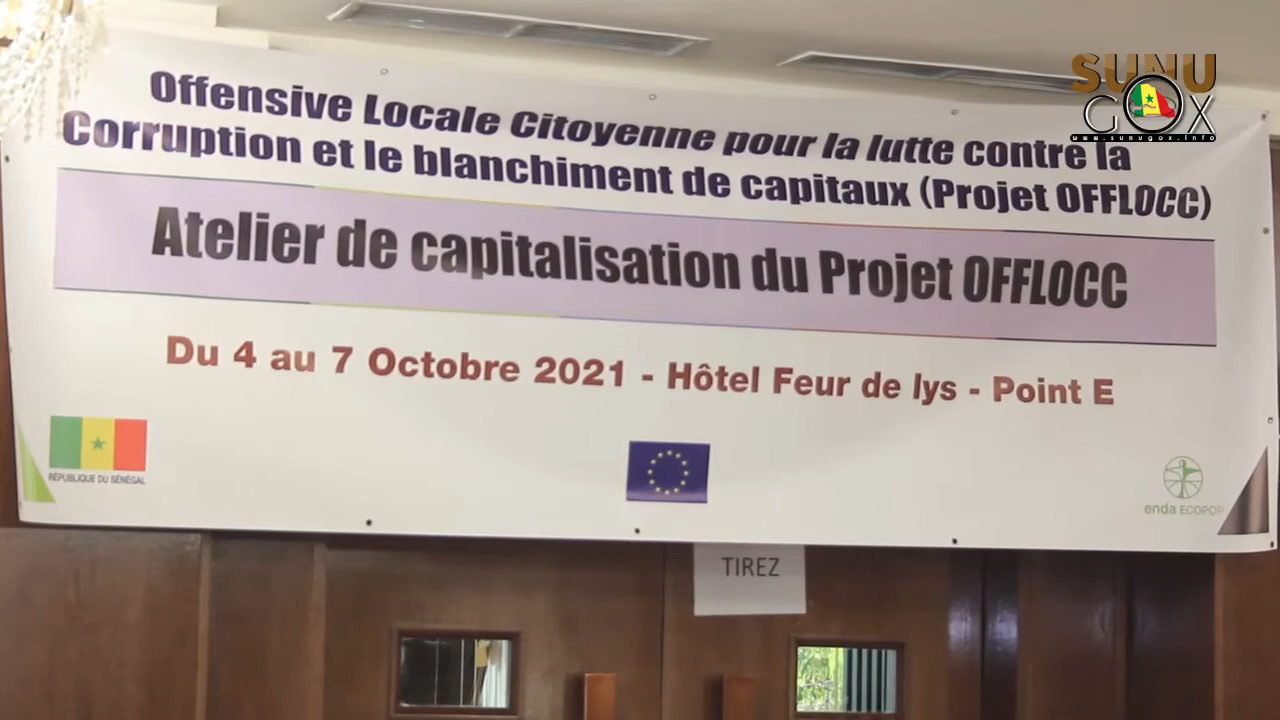 SUNU
GOX
www.sunugox.info
Offensive Locale Citoyenne pour la lutte contre la
Corruption et le blanchiment de capitaux (Projet OFFLOCC)
Atelier de capitalisation du Projet OFFLOCC
Du 4 au 7 Octobre 2021 - Hôtel Feur de lys - Point E
RÉPUBLIQUE DU SÉNÉGAL
enda ECOPOP
TIREZ